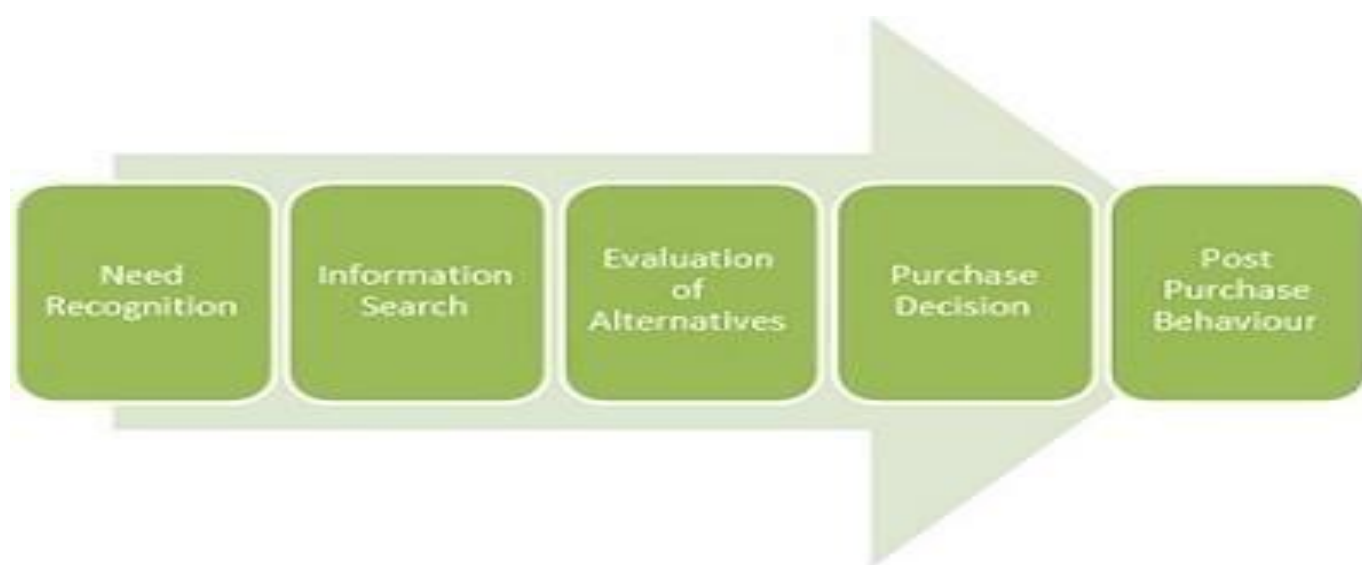 Need
Recognition
Information
Search
Evaluation
of
Alternatives
Purchase
Decision
Post
Purchase
Behaviour